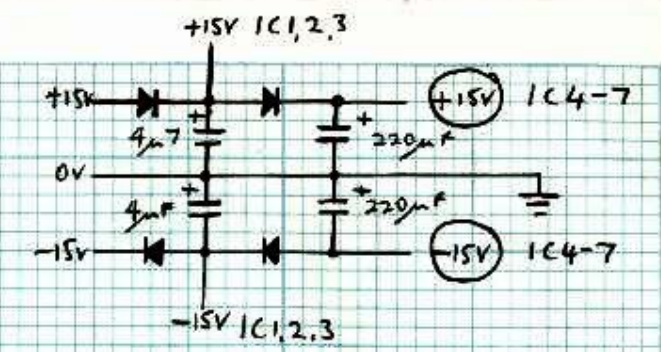 +15V IC1,2,3
+15V
+15V IC4-7
+
4μ7
+
220μF
0V
+
4μF
+
220μF
-15V
-15V IC4-7
-15V IC1,2,3